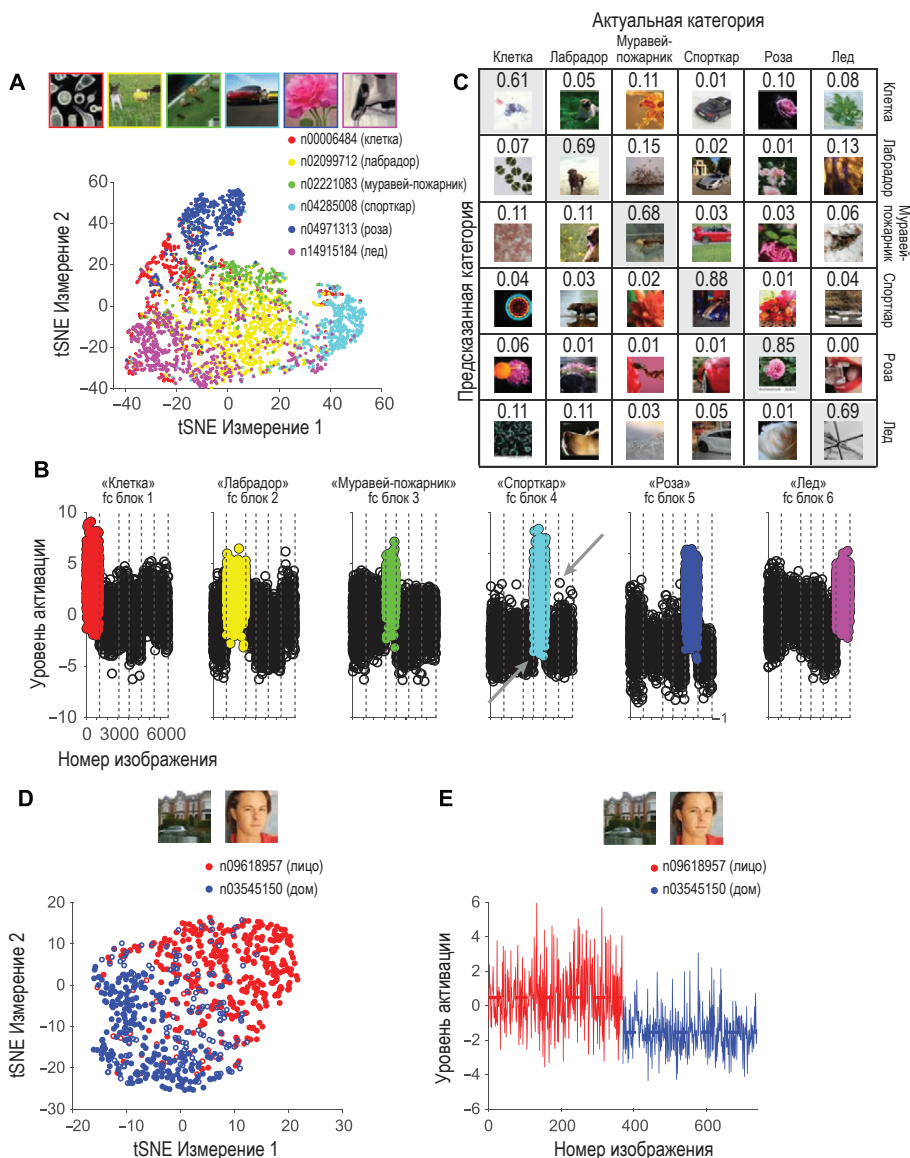 A
n00006484 (клетка)
n02099712 (лабрадор)
n02221083 (муравей-пожарник)
n04285008 (спорткар)
n04971313 (роза)
n14915184 (лед)
tSNE Измерение 2
60
40
20
0
–20
–40
–40 –20 0 20 40 60
tSNE Измерение 1
C
Актуальная категория
Клетка Лабрадор Муравей-
пожарник Спорткар Роза Лед
Предсказанная категория
0.61 0.05 0.11 0.01 0.10 0.08
Клетка
0.07 0.69 0.15 0.02 0.01 0.13
Лабрадор
0.11 0.11 0.68 0.03 0.03 0.06
Муравей-
пожарник
0.04 0.03 0.02 0.88 0.01 0.04
Спорткар
0.06 0.01 0.01 0.01 0.85 0.00
Роза
0.11 0.11 0.03 0.05 0.01 0.69
Лед
B
«Клетка»
fc блок 1
«Лабрадор»
fc блок 2
«Муравей-пожарник»
fc блок 3
«Спорткар»
fc блок 4
«Роза»
fc блок 5
«Лед»
fc блок 6
Уровень активации
10
5
0
–5
–10
–1
0 3000 6000
Номер изображения
D
n09618957 (лицо)
n03545150 (дом)
tSNE Измерение 2
20
10
0
–10
–20
–30
–20 –10 0 10 20 30
tSNE Измерение 1
E
n09618957 (лицо)
n03545150 (дом)
Уровень активации
6
4
2
0
–2
–4
–6
0 200 400 600
Номер изображения